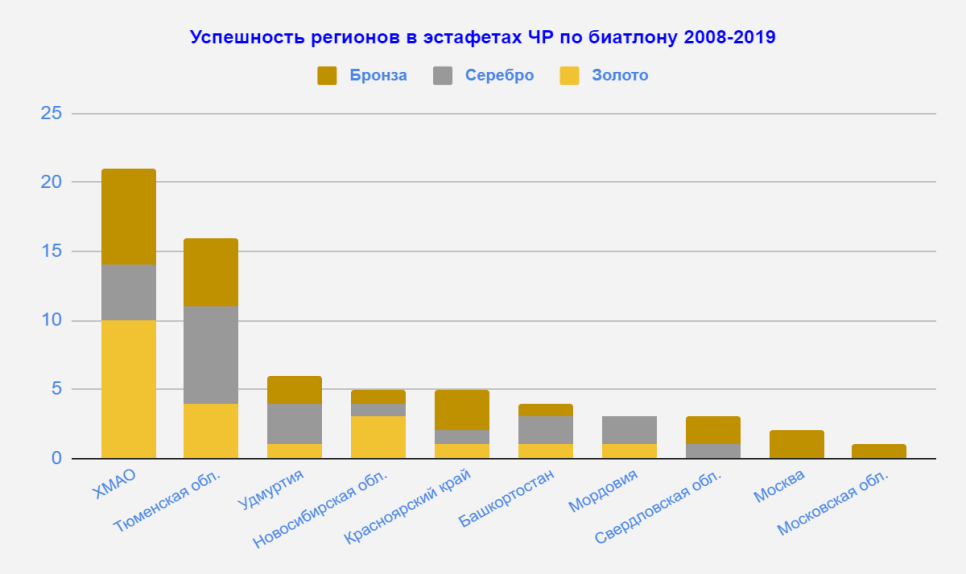 Успешность регионов в эстафетах ЧР по биатлону 2008-2019
Бронза Серебро Золото
25
20
15
10
5
0
ХМАО
Тюменская обл.
Удмуртия
Новосибирская обл.
Красноярский край
Башкортостан
Мордовия
Свердловская обл.
Москва
Московская обл.